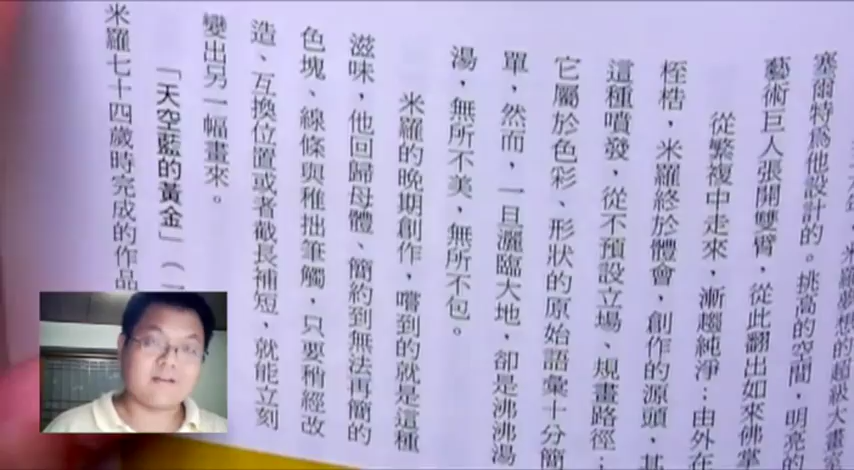 米羅夢想的超級大畫室
塞爾特為他設計的。挑高的空間,明亮的
藝術巨人張開雙臂,從此翻出如來佛掌
從繁複中走來,漸趨純淨:由外在
桎梏,米羅終於體會,創作的源頭,其
這種噴發,從不預設立場、規畫路徑;
它屬於色彩、形狀的原始語彙十分簡
單,然而,一旦灑臨大地,卻是沸沸湯
湯,無所不美,無所不包。
米羅的晚期創作,嚐到的就是這種
滋味,他回歸母體、簡約到無法再簡的
色塊、線條與稚拙筆觸,只要稍經改
造、互換位置或者截長補短,就能立刻
變出另一幅畫來。
「天空藍的黃金」(一
米羅七十四歲時完成的作品